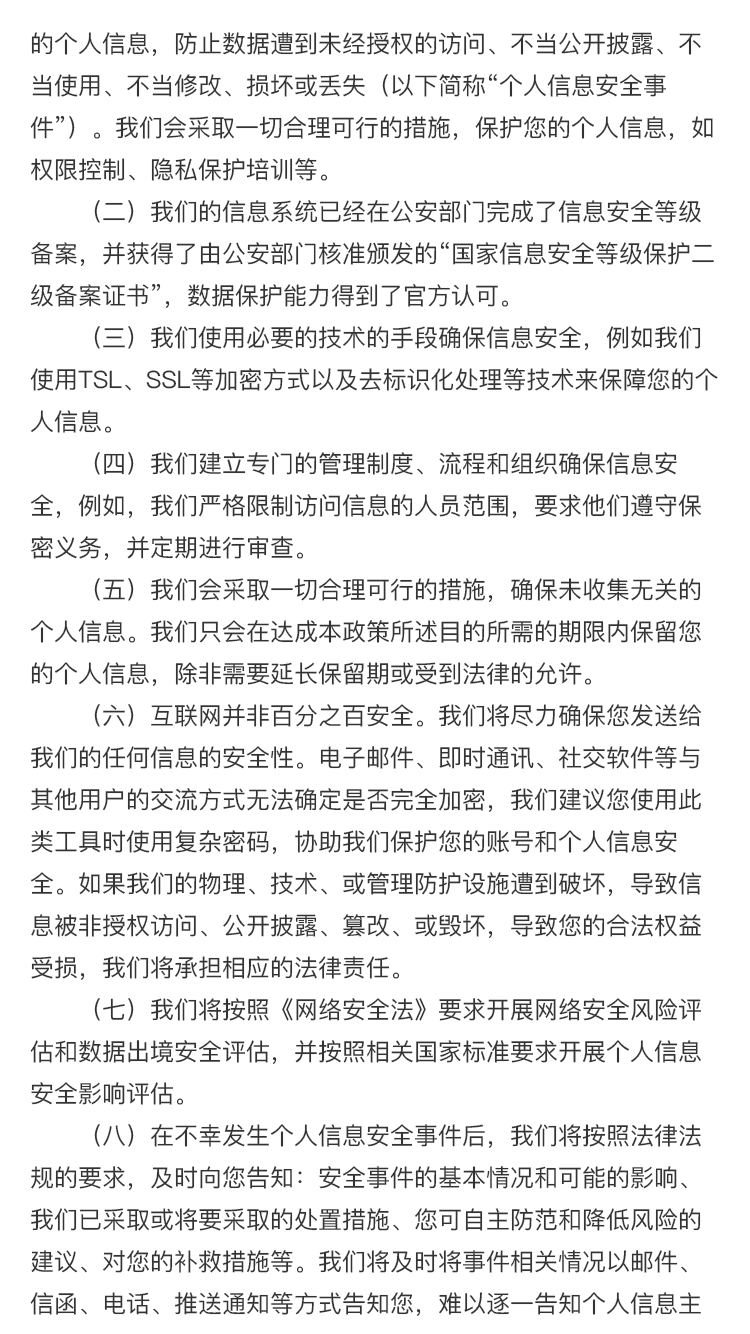 的个人信息，防止数据遭到未经授权的访问、不当公开披露、不
当使用、不当修改、损坏或丢失（以下简称“个人信息安全事
件”）。我们会采取一切合理可行的措施，保护您的个人信息，如
权限控制、隐私保护培训等。
（二）我们的信息系统已经在公安部门完成了信息安全等级
备案，并获得了由公安部门核准颁发的“国家信息安全等级保护二
级备案证书”，数据保护能力得到了官方认可。
（三）我们使用必要的技术的手段确保信息安全，例如我们
使用TSL、SSL等加密方式以及去标识化处理等技术来保障您的个
人信息。
（四）我们建立专门的管理制度、流程和组织确保信息安
全，例如，我们严格限制访问信息的人员范围，要求他们遵守保
密义务，并定期进行审查。
（五）我们会采取一切合理可行的措施，确保未收集无关的
个人信息。我们只会在达成本政策所述目的所需的期限内保留您
的个人信息，除非需要延长保留期或受到法律的允许。
（六）互联网并非百分之百安全。我们将尽力确保您发送给
我们的任何信息的安全性。电子邮件、即时通讯、社交软件等与
其他用户的交流方式无法确定是否完全加密，我们建议您使用此
类工具时使用复杂密码，协助我们保护您的账号和个人信息安
全。如果我们的物理、技术、或管理防护设施遭到破坏，导致信
息被非授权访问、公开披露、篡改、或毁坏，导致您的合法权益
受损，我们将承担相应的法律责任。
（七）我们将按照《网络安全法》要求开展网络安全风险评
估和数据出境安全评估，并按照相关国家标准要求开展个人信息
安全影响评估。
（八）在不幸发生个人信息安全事件后，我们将按照法律法
规的要求，及时向您告知：安全事件的基本情况和可能的影响、
我们已采取或将要采取的处置措施、您可自主防范和降低风险的
建议、对您的补救措施等。我们将及时将事件相关情况以邮件、
信函、电话、推送通知等方式告知您，难以逐一告知个人信息主